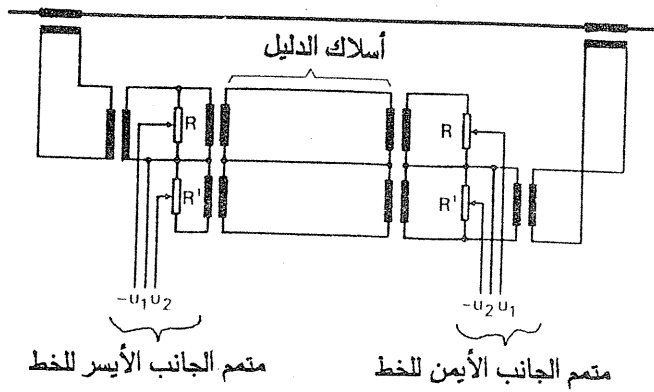 أسلاك الدليل
R R
R' R'
-u₁ u₂ -u₂ u₁
متمم الجانب الأيسر للخط متمم الجانب الأيمن للخط